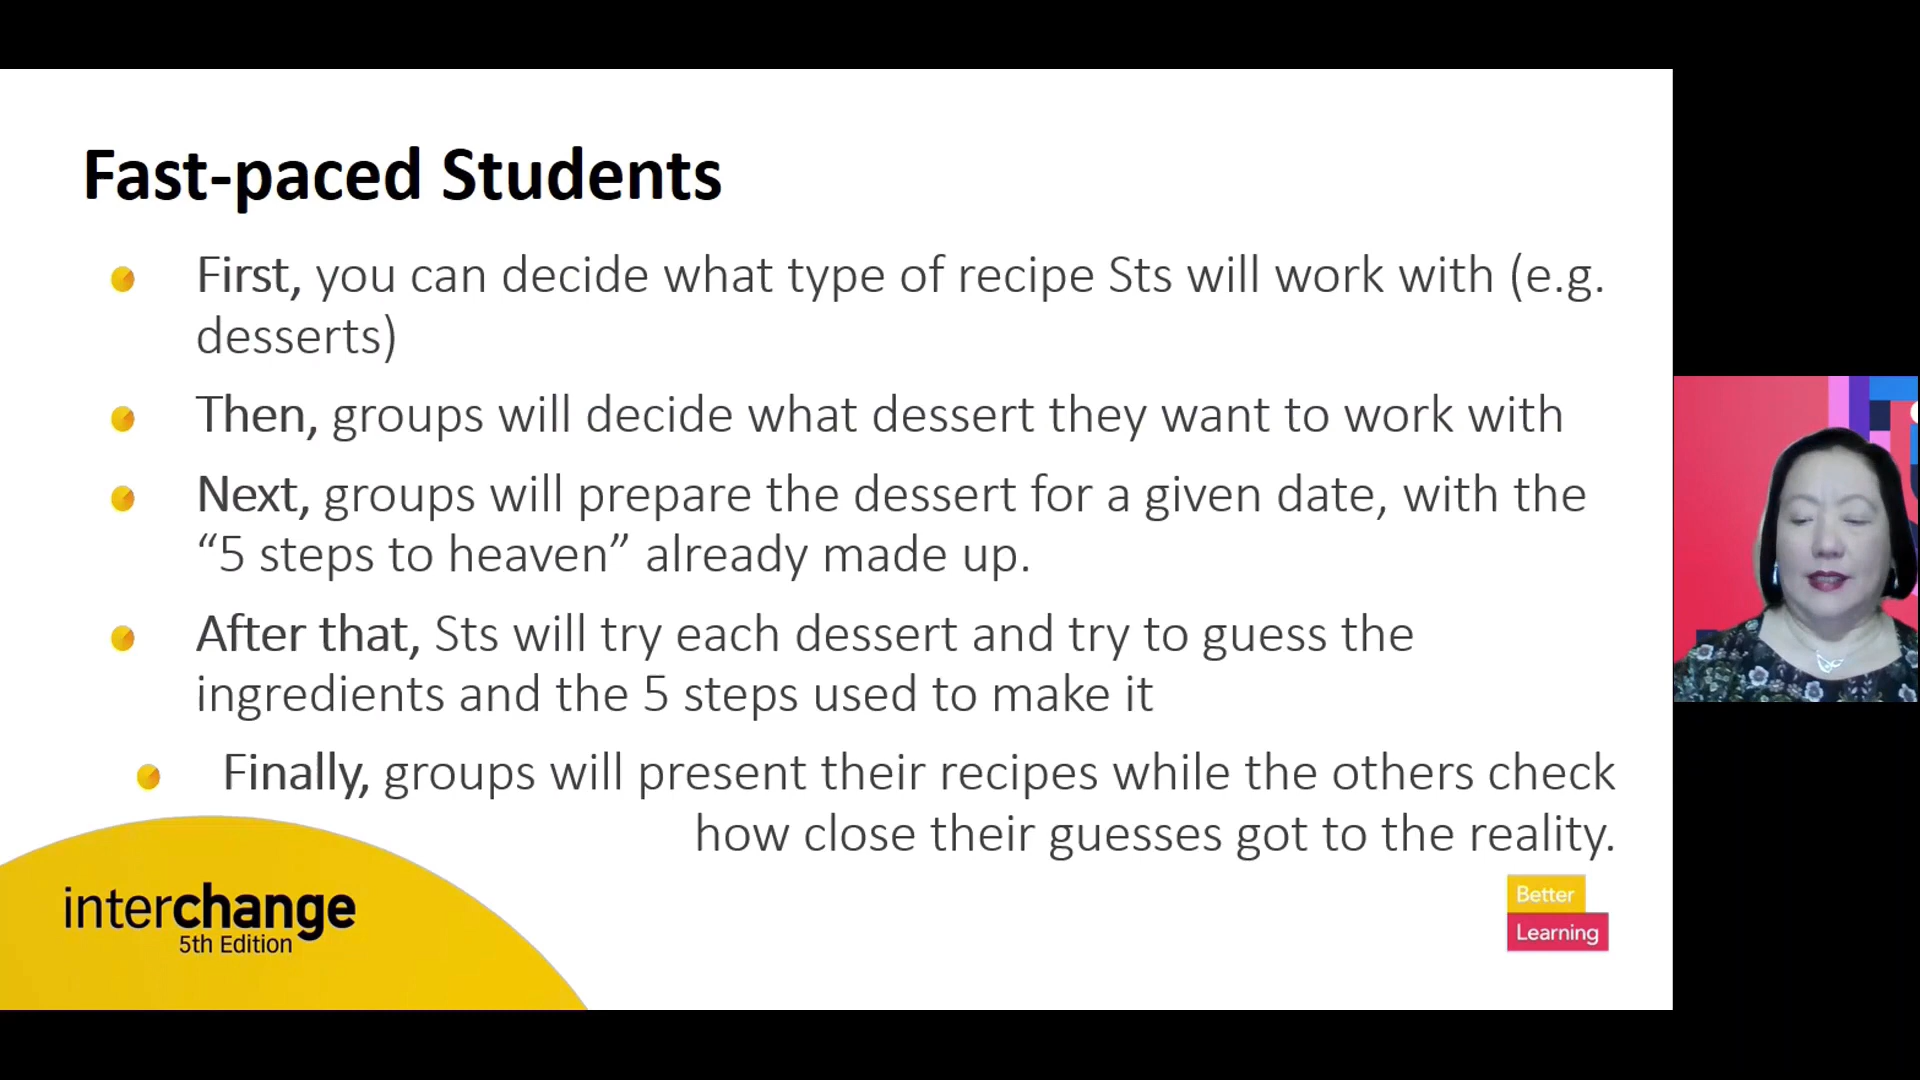 Fast-paced Students
First, you can decide what type of recipe Sts will work with (e.g.
desserts)
Then, groups will decide what dessert they want to work with
Next, groups will prepare the dessert for a given date, with the
“5 steps to heaven” already made up.
After that, Sts will try each dessert and try to guess the
ingredients and the 5 steps used to make it
Finally, groups will present their recipes while the others check
how close their guesses got to the reality.
interchange
5th Edition
Better
Learning